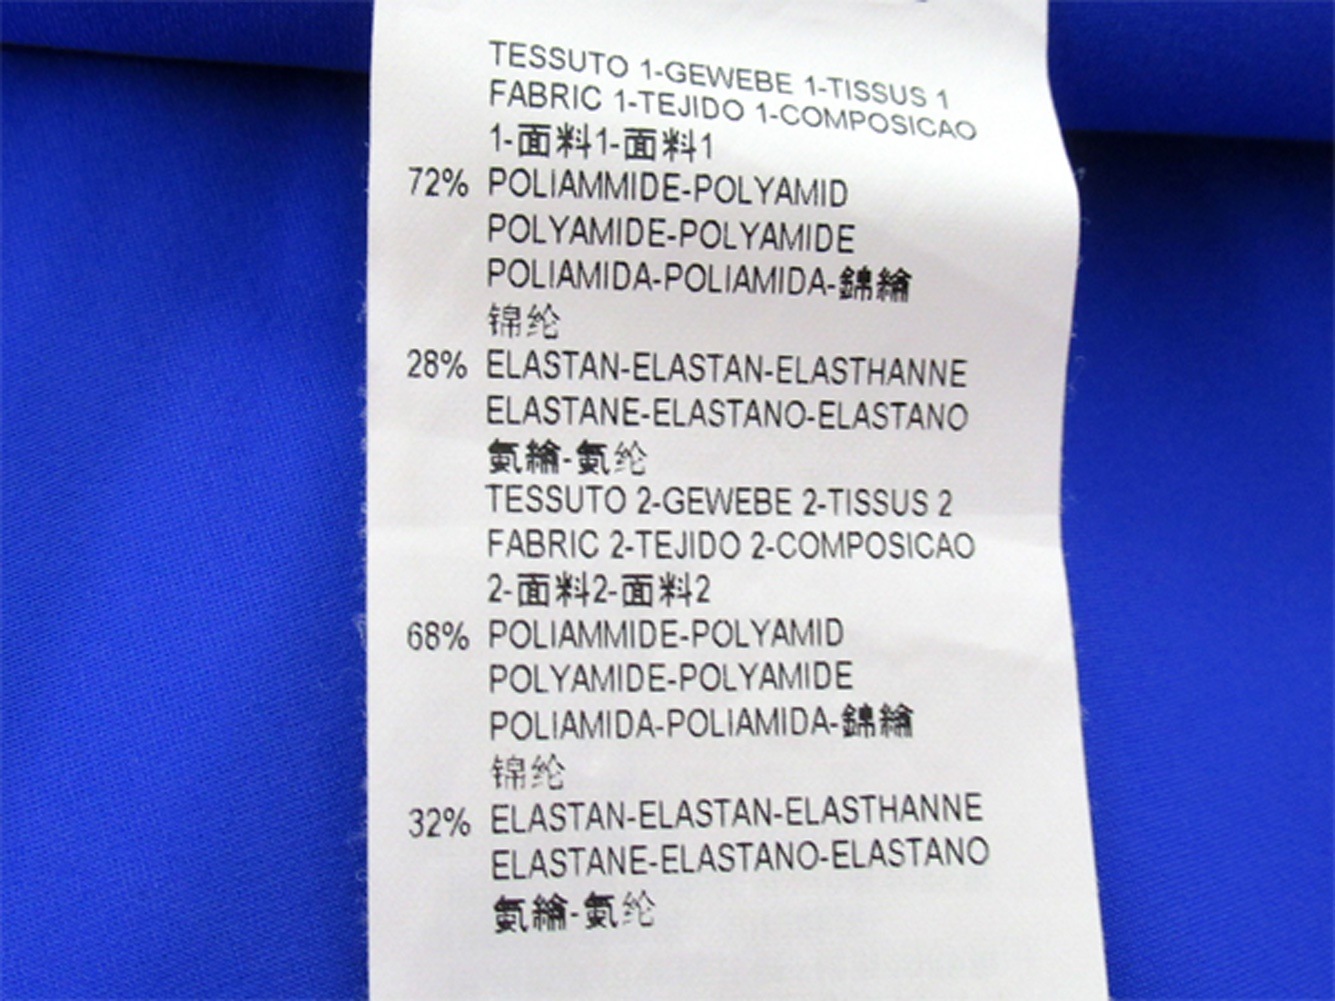 TESSUTO 1-GEWEBE 1-TISSUS 1
FABRIC 1-TEJIDO 1-COMPOSICAO
1-面料1-面料1
72% POLIAMMIDE-POLYAMID
POLYAMIDE-POLYAMIDE
POLIAMIDA-POLIAMIDA-錦綸
锦纶
28% ELASTAN-ELASTAN-ELASTHANNE
ELASTANE-ELASTANO-ELASTANO
氨綸-氨纶
TESSUTO 2-GEWEBE 2-TISSUS 2
FABRIC 2-TEJIDO 2-COMPOSICAO
2-面料2-面料2
68% POLIAMMIDE-POLYAMID
POLYAMIDE-POLYAMIDE
POLIAMIDA-POLIAMIDA-錦綸
锦纶
32% ELASTAN-ELASTAN-ELASTHANNE
ELASTANE-ELASTANO-ELASTANO
氨綸-氨纶